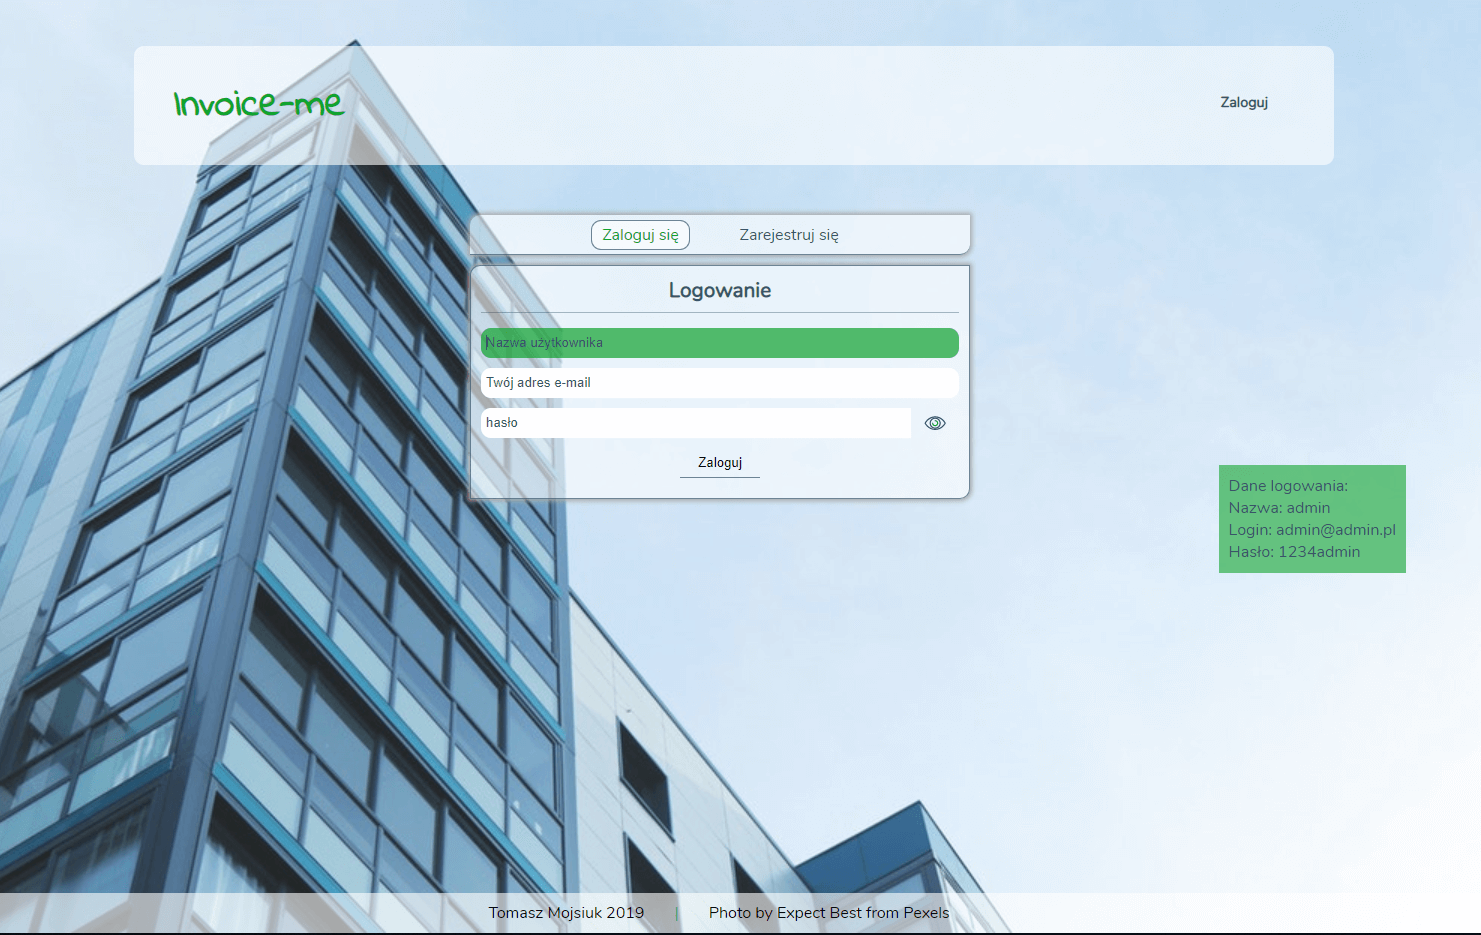 Invoice-me
Zaloguj
Zaloguj się
Zarejestruj się
Logowanie
Nazwa użytkownika
Twój adres e-mail
hasło
Zaloguj
Dane logowania:
Nazwa: admin
Login: admin@admin.pl
Hasło: 1234admin
Tomasz Mojsiuk 2019 | Photo by Expect Best from Pexels